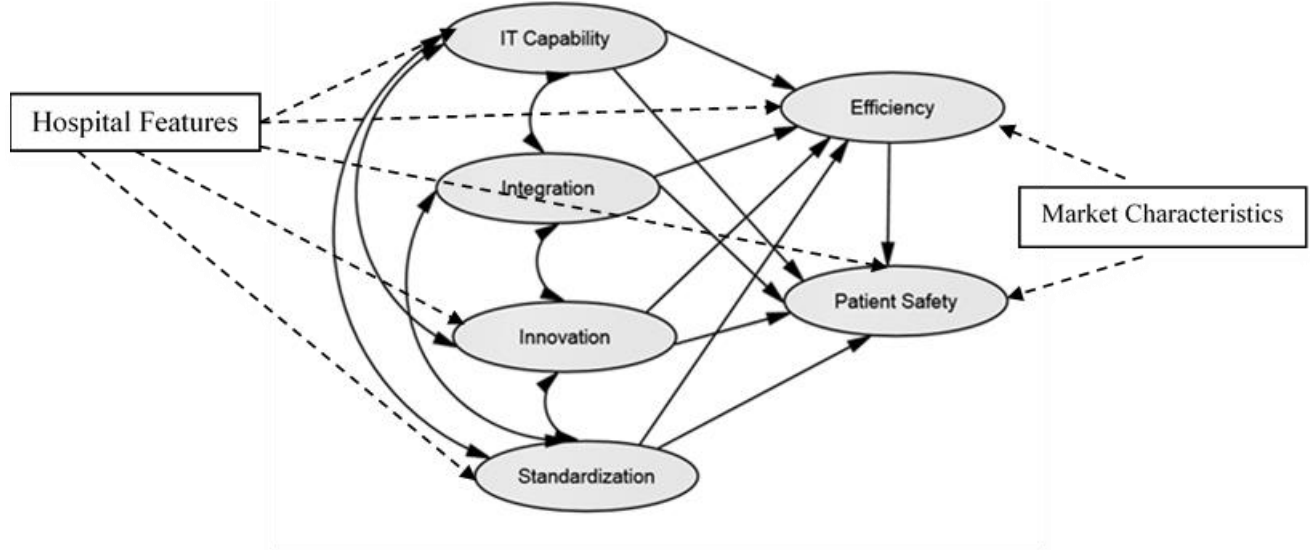 IT Capability
Hospital Features
Efficiency
Integration
Market Characteristics
Patient Safety
Innovation
Standardization